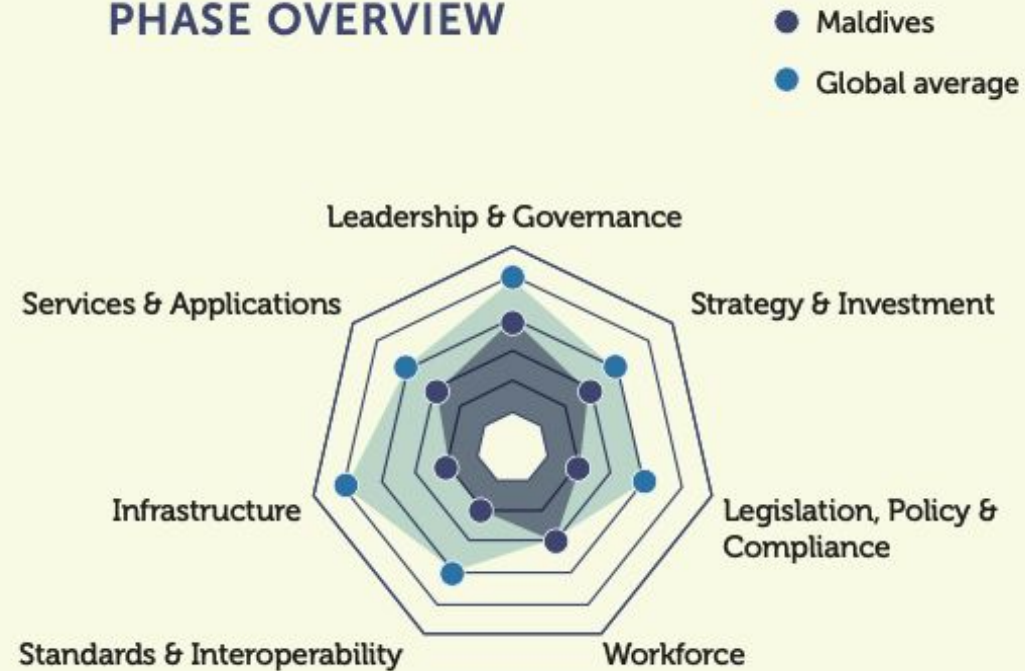 PHASE OVERVIEW
Maldives
Global average
Leadership & Governance
Services & Applications
Strategy & Investment
Infrastructure
Legislation, Policy &
Compliance
Standards & Interoperability
Workforce